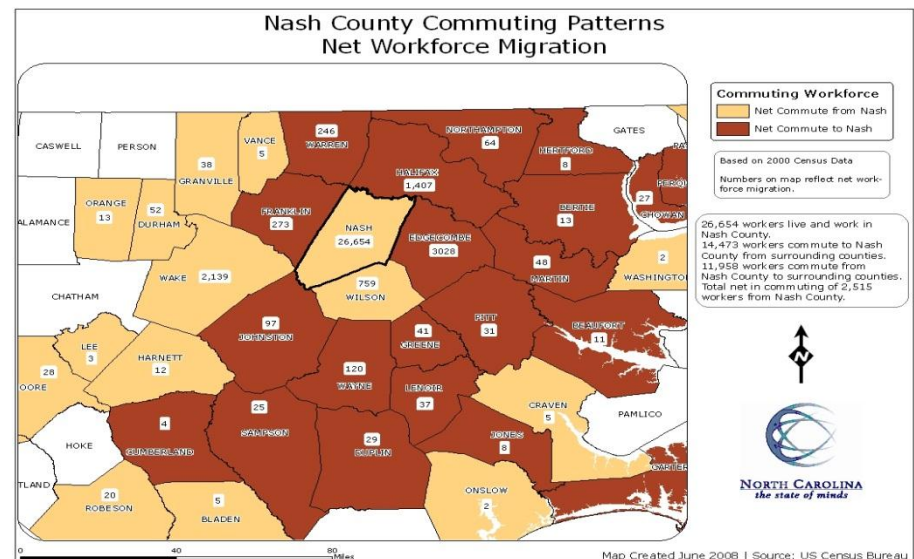 Nash County Commuting Patterns
Net Workforce Migration
Commuting Workforce
Net Commute from Nash
Net Commute to Nash
Based on 2000 Census Data
Numbers on map reflect net work-
force migration.
26,654 workers live and work in
Nash County.
14,473 workers commute to Nash
County from surrounding counties.
11,958 workers commute from
Nash County to surrounding counties.
Total net in commuting of 2,515
workers from Nash County.
CASWELL
PERSON
38
GRANVILLE
VANCE
5
246
WARREN
NORTHAMPTON
64
HERTFORD
8
GATES
HALIFAX
1,407
ORANGE
13
52
DURHAM
FRANKLIN
273
NASH
26,654
EDGECOMBE
3028
BERTIE
13
27
CHOWAN
PERQU
ALAMANCE
WAKE
2,139
759
WILSON
48
MARTIN
2
WASHINGTON
CHATHAM
97
JOHNSTON
41
GREENE
PITT
31
BEAUFORT
11
LEE
3
HARNETT
12
120
WAYNE
LENOIR
37
28
OORE
CRAVEN
5
PAMLICO
4
CUMBERLAND
25
SAMPSON
29
DUPLIN
JONES
8
HOKE
TLAND
20
ROBESON
5
BLADEN
ONSLOW
2
CARTER
N
NORTH CAROLINA
the state of minds
0 40 80 Miles
Map Created June 2008 | Source: US Census Bureau